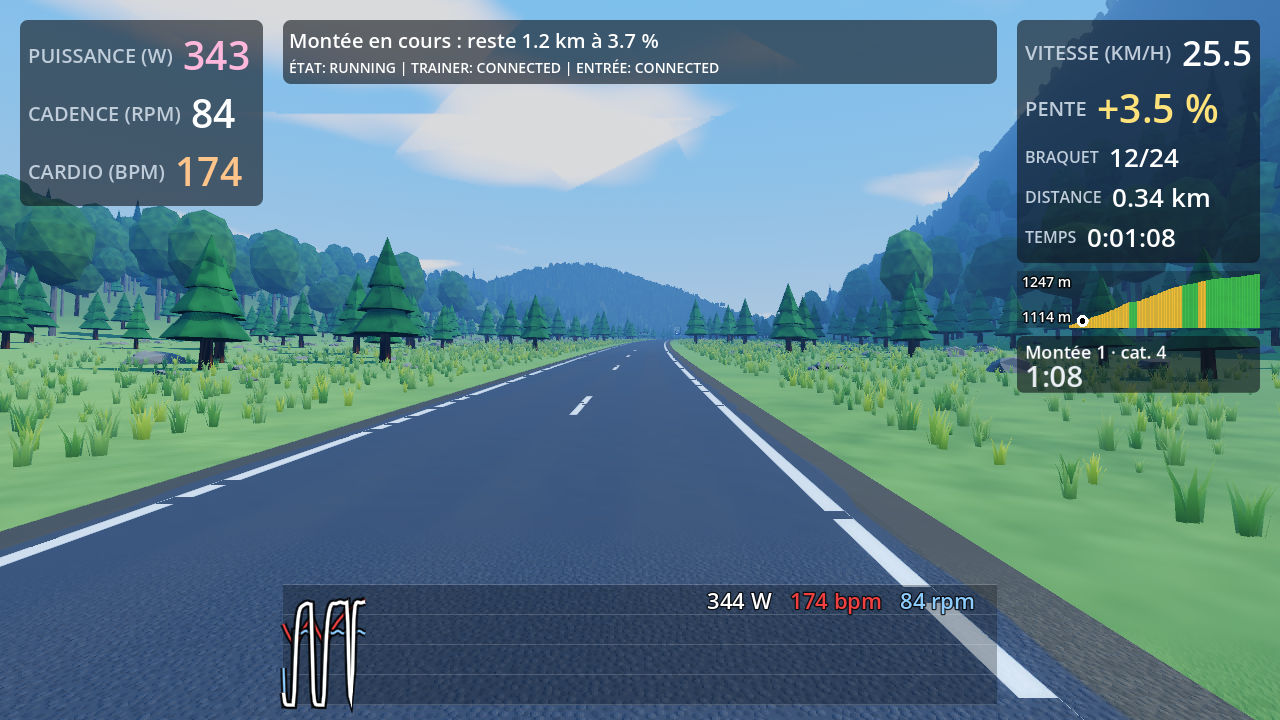 PUISSANCE (W) 343
CADENCE (RPM) 84
CARDIO (BPM) 174
Montée en cours : reste 1.2 km à 3.7 %
ÉTAT: RUNNING | TRAINER: CONNECTED | ENTRÉE: CONNECTED
VITESSE (KM/H) 25.5
PENTE +3.5 %
BRAQUET 12/24
DISTANCE 0.34 km
TEMPS 0:01:08
1247 m
1114 m
Montée 1 · cat. 4
1:08
344 W 174 bpm 84 rpm